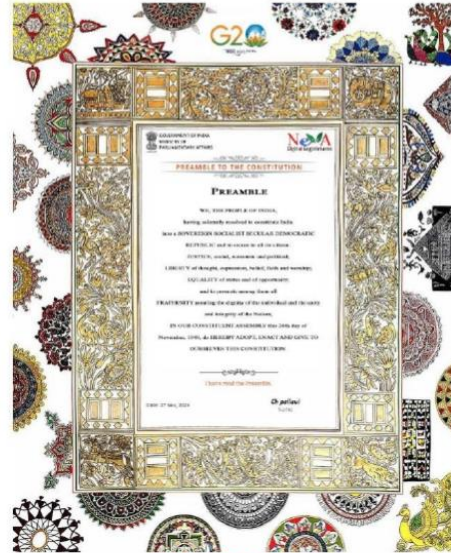 G20
GOVERNMENT OF INDIA
MINISTRY OF
PARLIAMENTARY AFFAIRS
NeVA
PREAMBLE TO THE CONSTITUTION
PREAMBLE
WE, THE PEOPLE OF INDIA,
having solemnly resolved to constitute India
into a SOVEREIGN SOCIALIST SECULAR DEMOCRATIC
REPUBLIC and to secure to all its citizens
JUSTICE, social, economic and political;
LIBERTY of thought, expression, belief, faith and worship;
EQUALITY of status and of opportunity;
and to promote among them all
FRATERNITY assuring the dignity of the individual and the unity
and integrity of the Nation;
IN OUR CONSTITUENT ASSEMBLY this 26th day of
November, 1949, do HEREBY ADOPT, ENACT AND GIVE TO
OURSELVES THIS CONSTITUTION
I have read the Preamble.
Ch pallavi